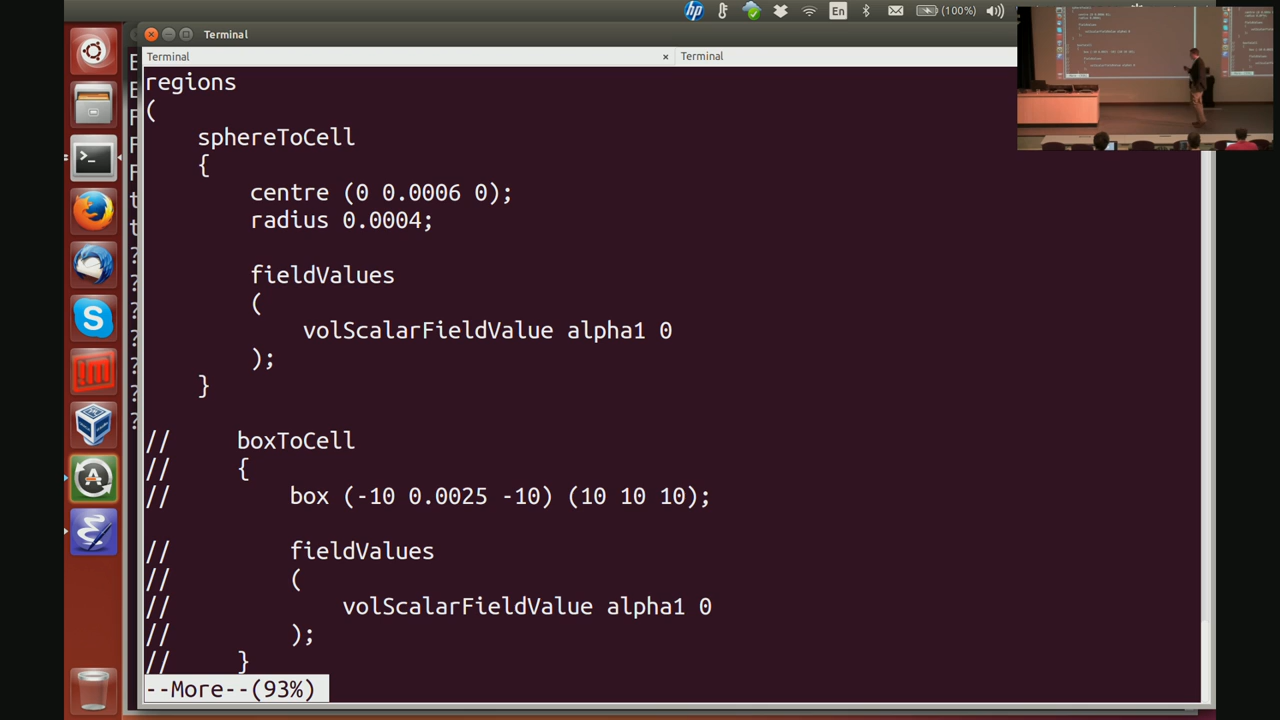 hp
En
(100%)
Terminal
Terminal × Terminal
regions
(
sphereToCell
{
centre (0 0.0006 0);
radius 0.0004;
fieldValues
(
volScalarFieldValue alpha1 0
);
}
// boxToCell
// {
// box (-10 0.0025 -10) (10 10 10);
// fieldValues
// (
// volScalarFieldValue alpha1 0
// );
// }
--More--(93%)